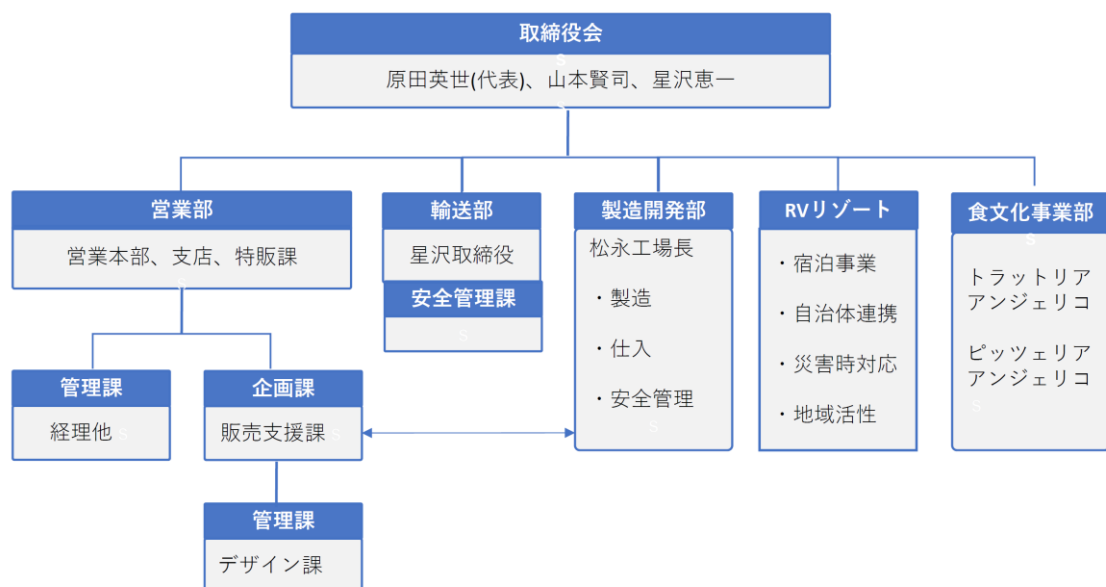 取締役会
原田英世(代表)、山本賢司、星沢恵一
営業部
営業本部、支店、特販課
輸送部
星沢取締役
安全管理課
製造開発部
松永工場長
・製造
・仕入
・安全管理
RVリゾート
・宿泊事業
・自治体連携
・災害時対応
・地域活性
食文化事業部
トラットリア
アンジェリコ
ピッツェリア
アンジェリコ
管理課
経理他
企画課
販売支援課
管理課
デザイン課